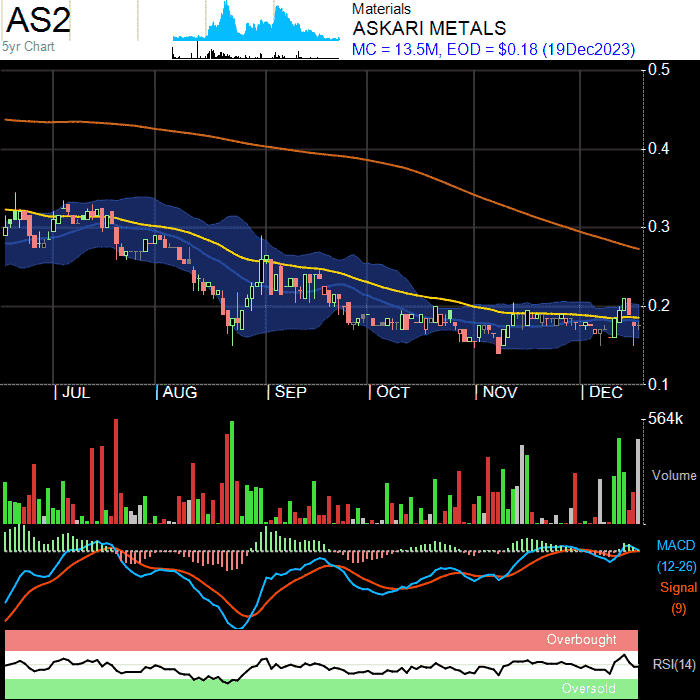 AS2
5yr Chart
Materials
ASKARI METALS
MC = 13.5M, EOD = $0.18 (19Dec2023)
0.5
0.4
0.3
0.2
0.1
| JUL | AUG | SEP | OCT | NOV | DEC
564k
Volume
MACD
(12-26)
Signal
(9)
Overbought
RSI(14)
Oversold